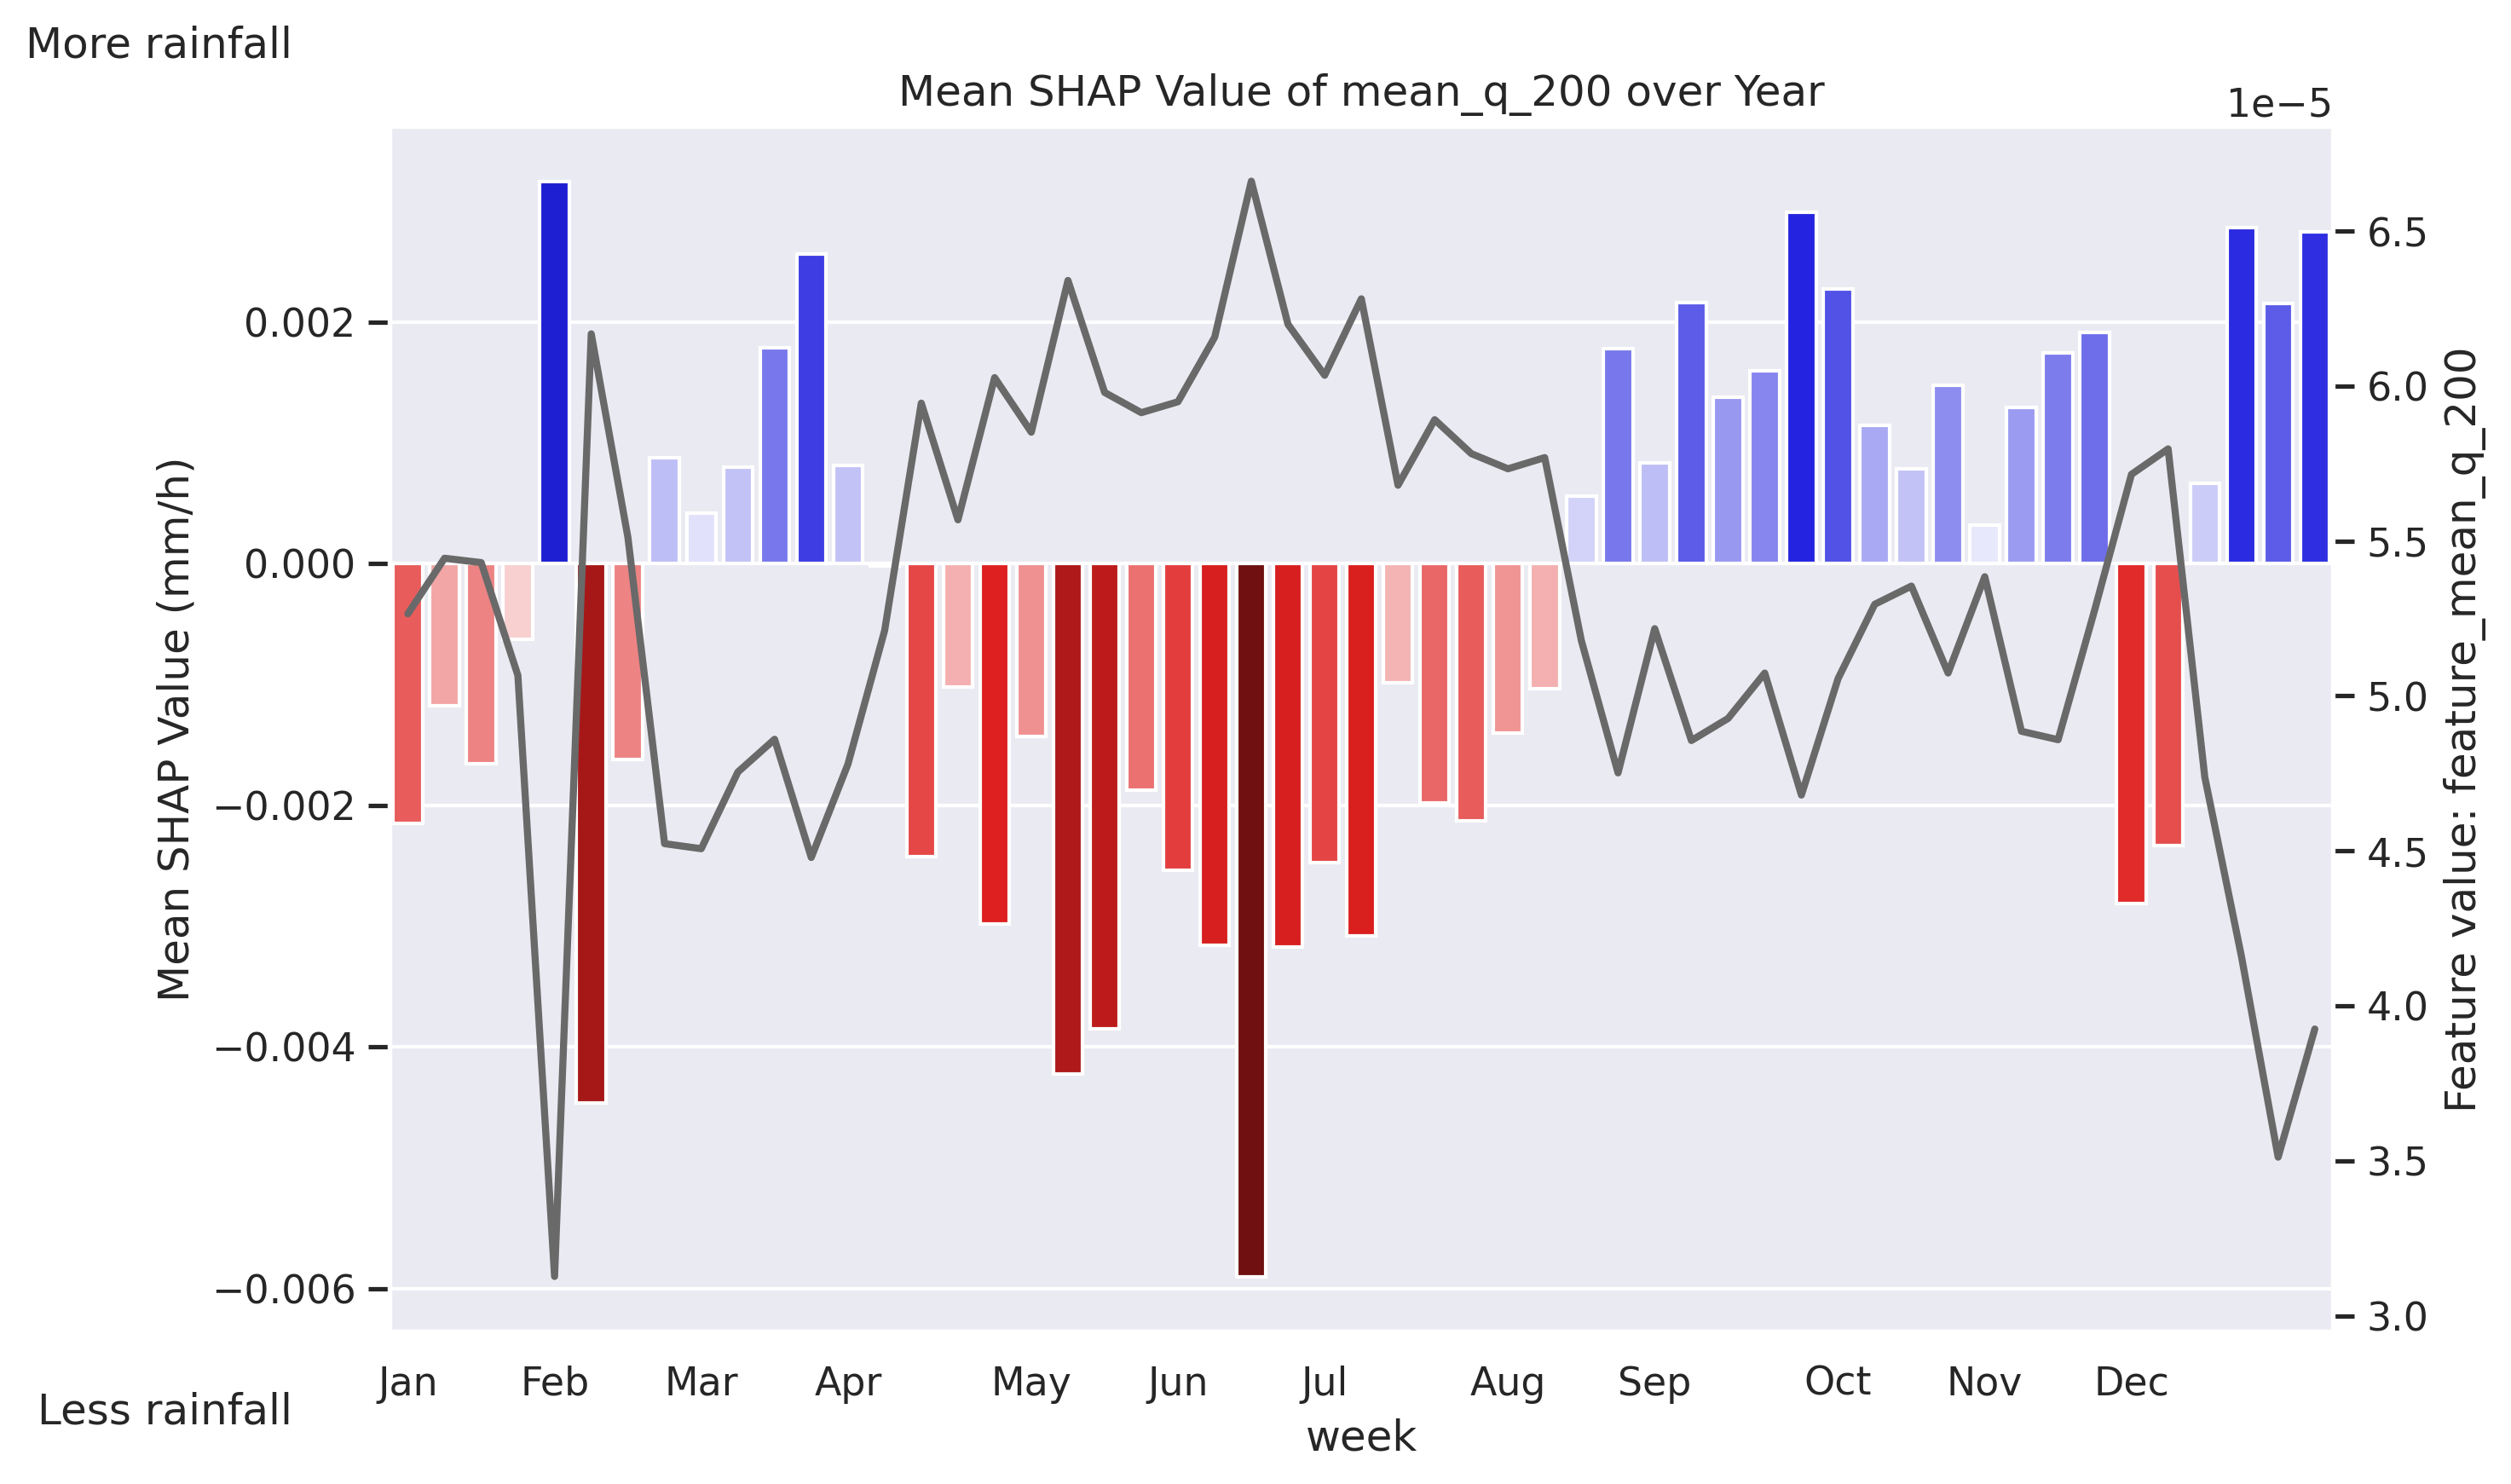 More rainfall
Mean SHAP Value of mean_q_200 over Year
1e−5
Mean SHAP Value (mm/h)
0.002
0.000
−0.002
−0.004
−0.006
6.5
6.0
5.5
5.0
4.5
4.0
3.5
3.0
Feature value: feature_mean_q_200
Jan Feb Mar Apr May Jun Jul Aug Sep Oct Nov Dec
Less rainfall
week